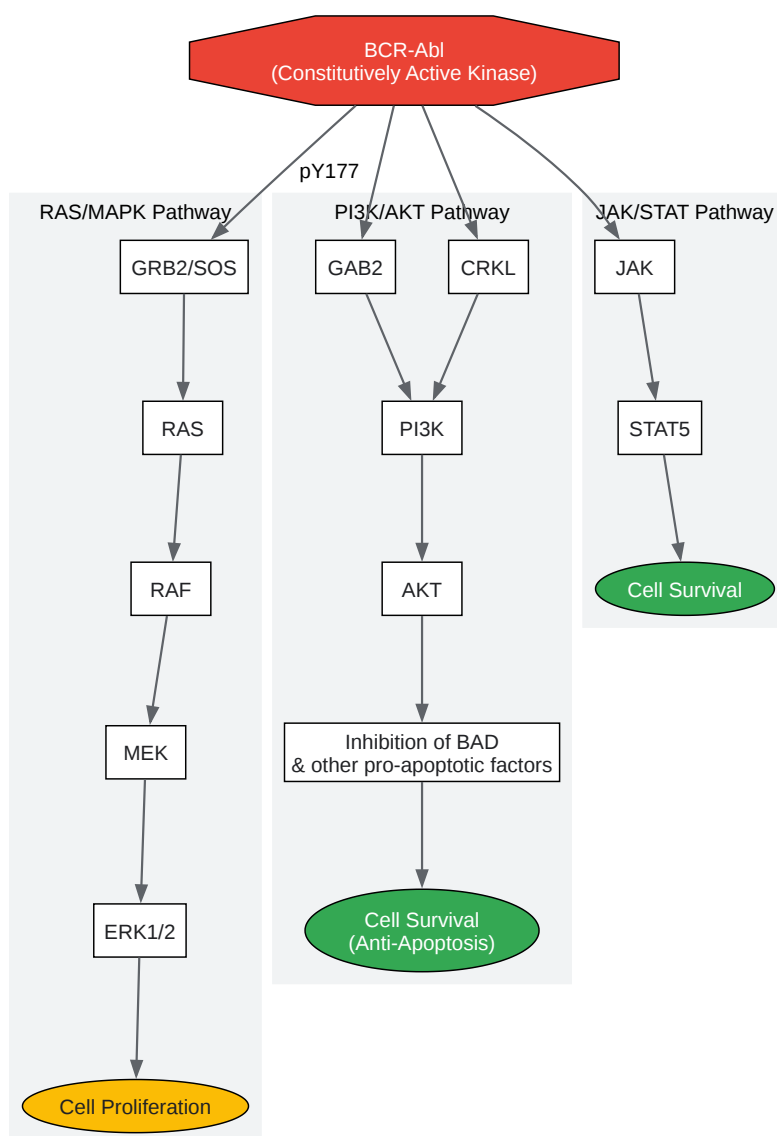 BCR-Abl
(Constitutively Active Kinase)
pY177
RAS/MAPK Pathway
GRB2/SOS
RAS
RAF
MEK
ERK1/2
Cell Proliferation
PI3K/AKT Pathway
GAB2
CRKL
PI3K
AKT
Inhibition of BAD
& other pro-apoptotic factors
Cell Survival
(Anti-Apoptosis)
JAK/STAT Pathway
JAK
STAT5
Cell Survival